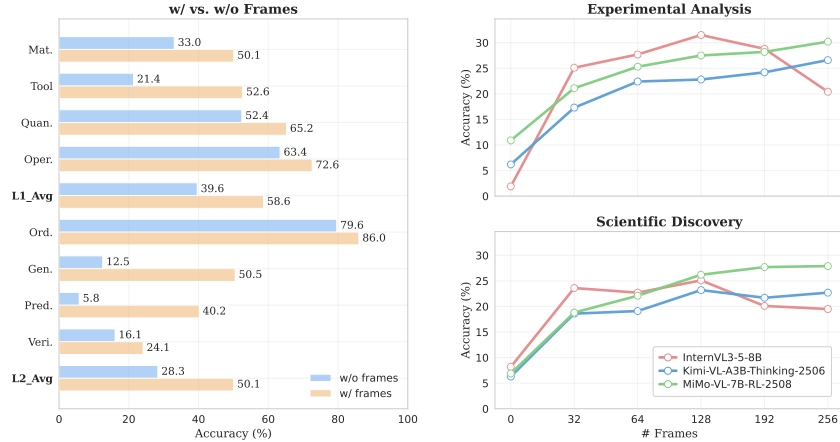 w/ vs. w/o Frames
Mat.
33.0
50.1
Tool
21.4
52.6
Quan.
52.4
65.2
Oper.
63.4
72.6
L1_Avg
39.6
58.6
Ord.
79.6
86.0
Gen.
12.5
50.5
Pred.
5.8
40.2
Veri.
16.1
24.1
L2_Avg
28.3
50.1
w/o frames
w/ frames
0 20 40 60 80 100
Accuracy (%)
Experimental Analysis
Accuracy (%)
30
25
20
15
10
5
0
Scientific Discovery
Accuracy (%)
30
25
20
15
10
5
0
InternVL3-5-8B
Kimi-VL-A3B-Thinking-2506
MiMo-VL-7B-RL-2508
0 32 64 128 192 256
# Frames